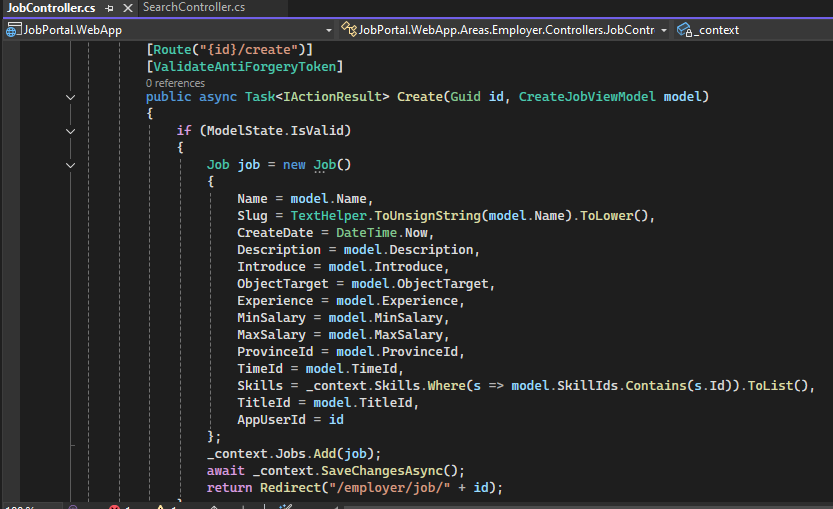 JobController.cs
SearchController.cs
JobPortal.WebApp
JobPortal.WebApp.Areas.Employer.Controllers.JobContr
_context
[Route("{id}/create")]
[ValidateAntiForgeryToken]
0 references
public async Task<IActionResult> Create(Guid id, CreateJobViewModel model)
{
if (ModelState.IsValid)
{
Job job = new Job()
{
Name = model.Name,
Slug = TextHelper.ToUnsignString(model.Name).ToLower(),
CreateDate = DateTime.Now,
Description = model.Description,
Introduce = model.Introduce,
ObjectTarget = model.ObjectTarget,
Experience = model.Experience,
MinSalary = model.MinSalary,
MaxSalary = model.MaxSalary,
ProvinceId = model.ProvinceId,
TimeId = model.TimeId,
Skills = _context.Skills.Where(s => model.SkillIds.Contains(s.Id)).ToList(),
TitleId = model.TitleId,
AppUserId = id
};
_context.Jobs.Add(job);
await _context.SaveChangesAsync();
return Redirect("/employer/job/" + id);